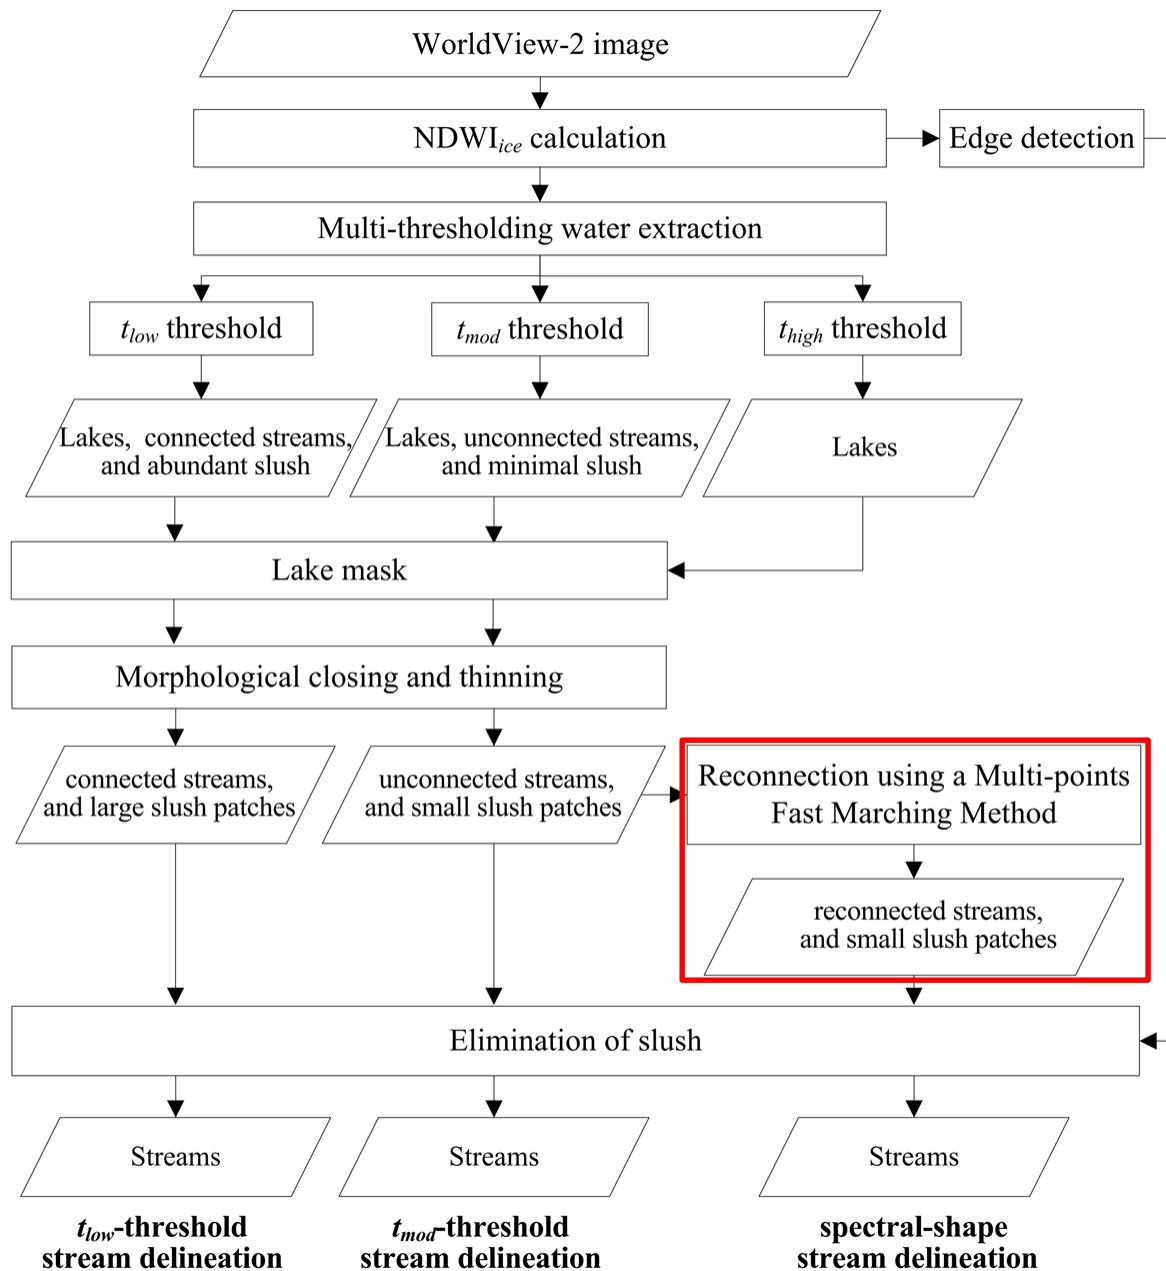 WorldView-2 image
NDWIice calculation
Edge detection
Multi-thresholding water extraction
tlow threshold
tmod threshold
thigh threshold
Lakes, connected streams,
and abundant slush
Lakes, unconnected streams,
and minimal slush
Lakes
Lake mask
Morphological closing and thinning
connected streams,
and large slush patches
unconnected streams,
and small slush patches
Reconnection using a Multi-points
Fast Marching Method
reconnected streams,
and small slush patches
Elimination of slush
Streams
Streams
Streams
tlow-threshold
stream delineation
tmod-threshold
stream delineation
spectral-shape
stream delineation